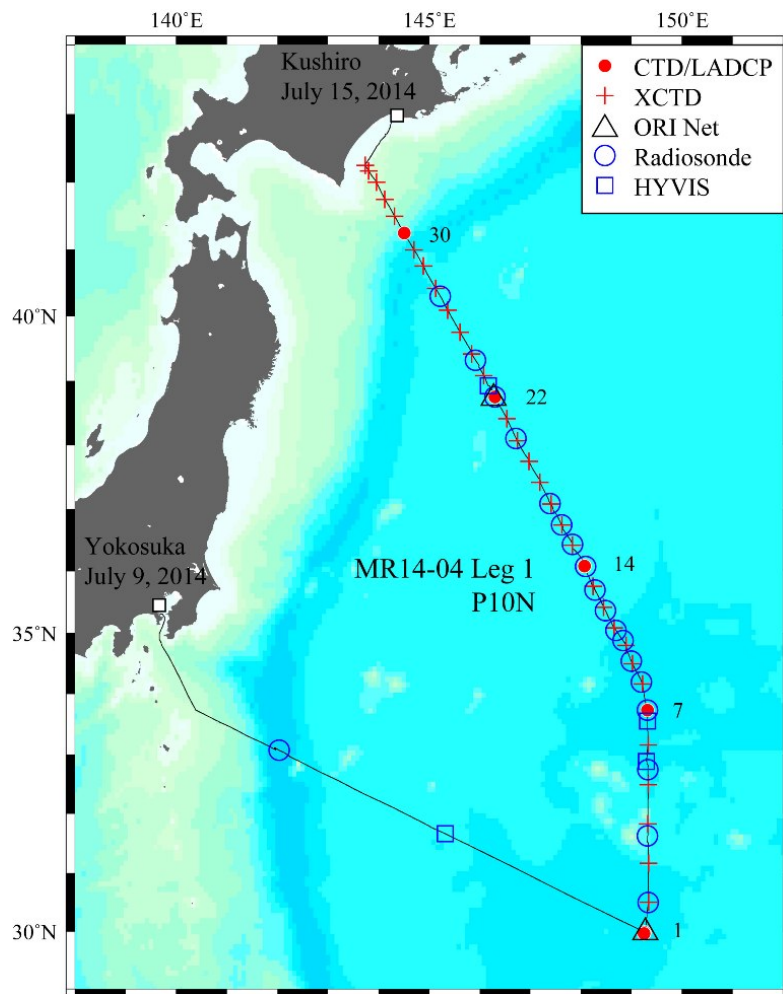 140˚E
145˚E
150˚E
Kushiro
July 15, 2014
CTD/LADCP
XCTD
ORI Net
Radiosonde
HYVIS
30
40˚N
22
Yokosuka
July 9, 2014
MR14-04 Leg 1
P10N
14
35˚N
7
30˚N
1